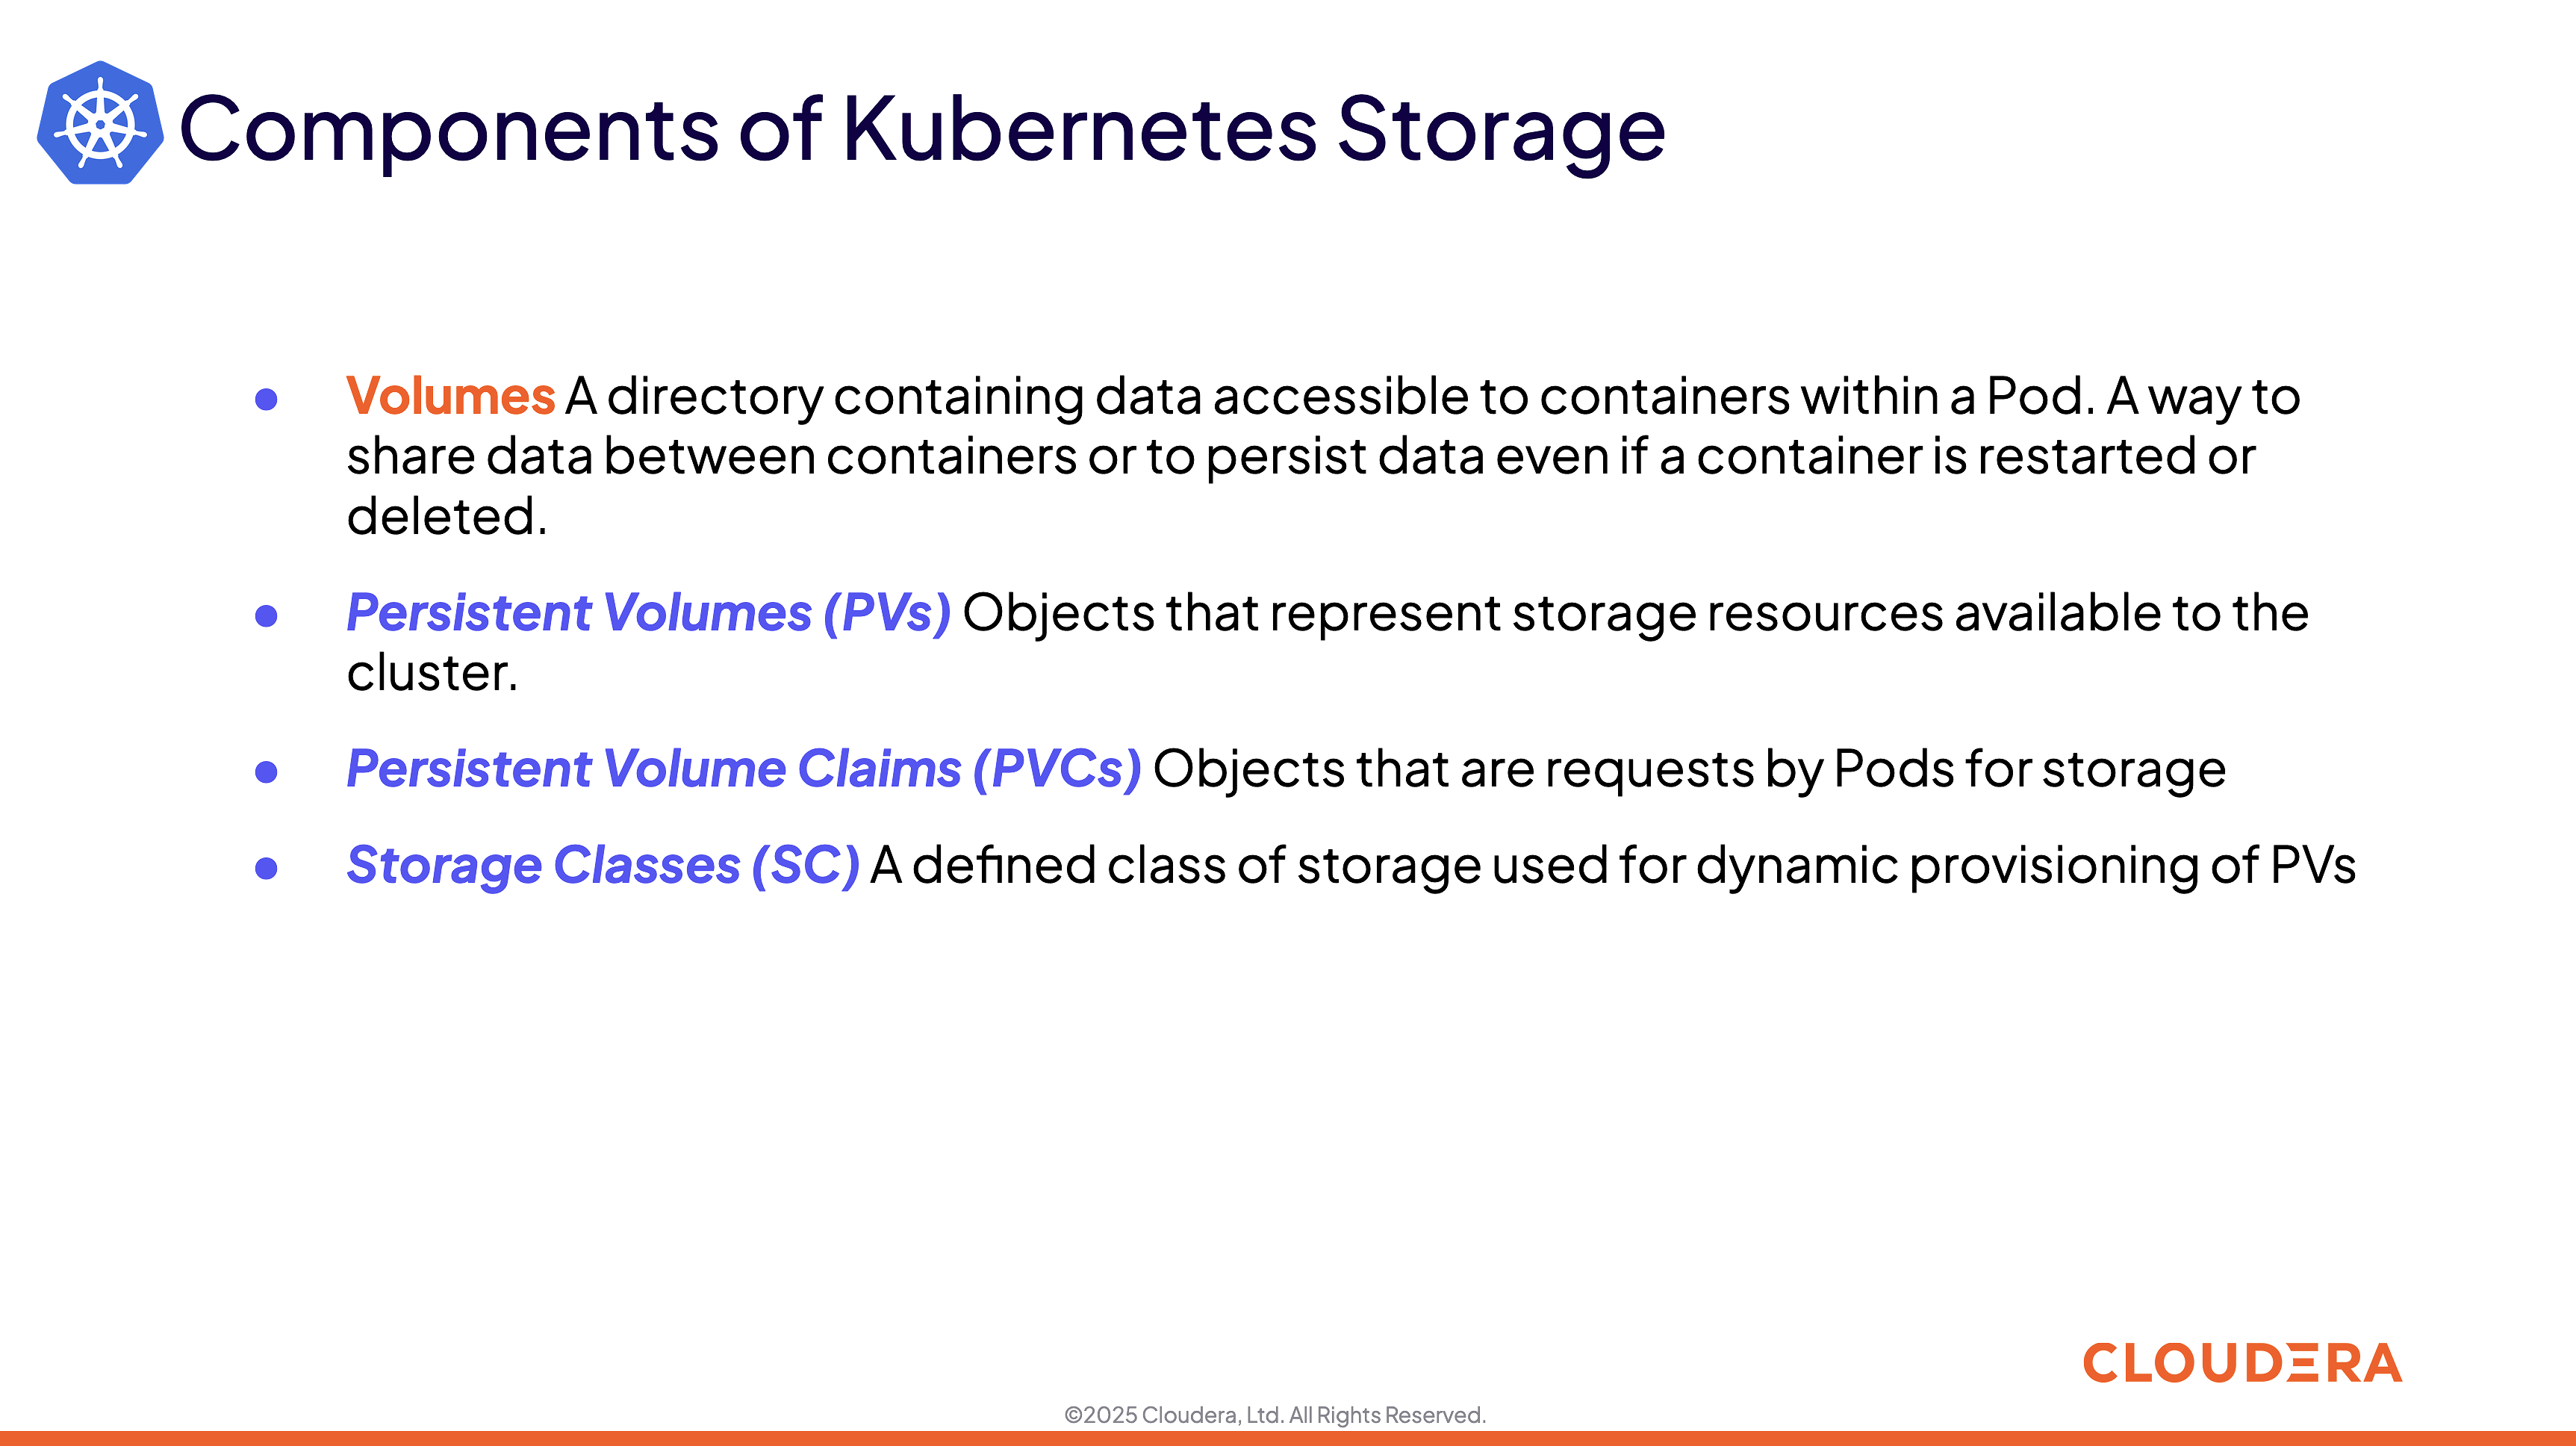 Components of Kubernetes Storage
● Volumes A directory containing data accessible to containers within a Pod. A way to
share data between containers or to persist data even if a container is restarted or
deleted.
● Persistent Volumes (PVs) Objects that represent storage resources available to the
cluster.
● Persistent Volume Claims (PVCs) Objects that are requests by Pods for storage
● Storage Classes (SC) A defined class of storage used for dynamic provisioning of PVs
CLOUDERA
©2025 Cloudera, Ltd. All Rights Reserved.